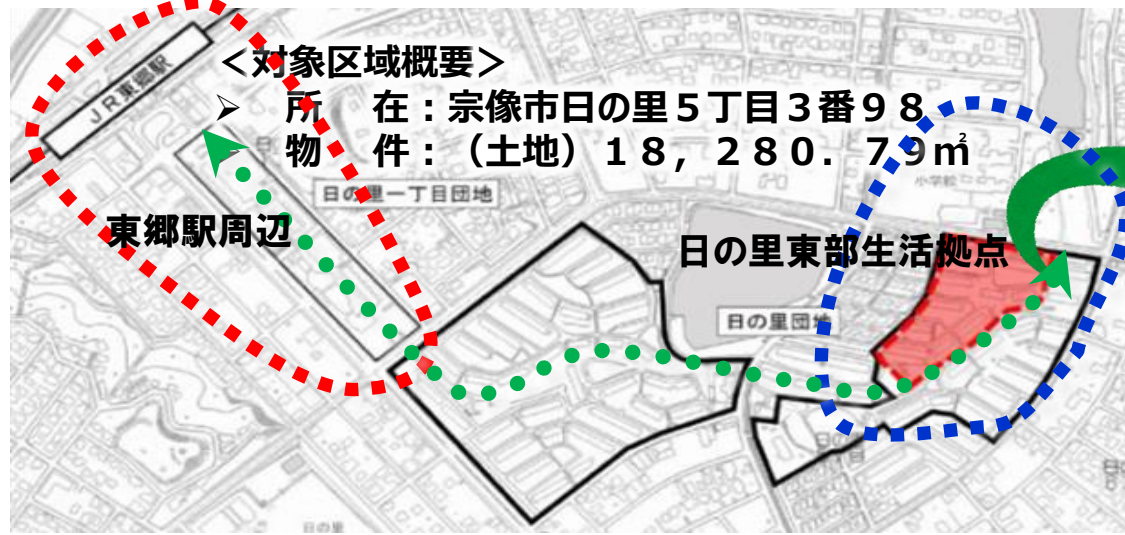 <対象区域概要>
JR東郷駅
➢ 所　在：宗像市日の里5丁目3番98
物　件：（土地）18，280．79㎡
小学校
日の里一丁目団地
東郷駅周辺
日の里東部生活拠点
日の里団地
日の里